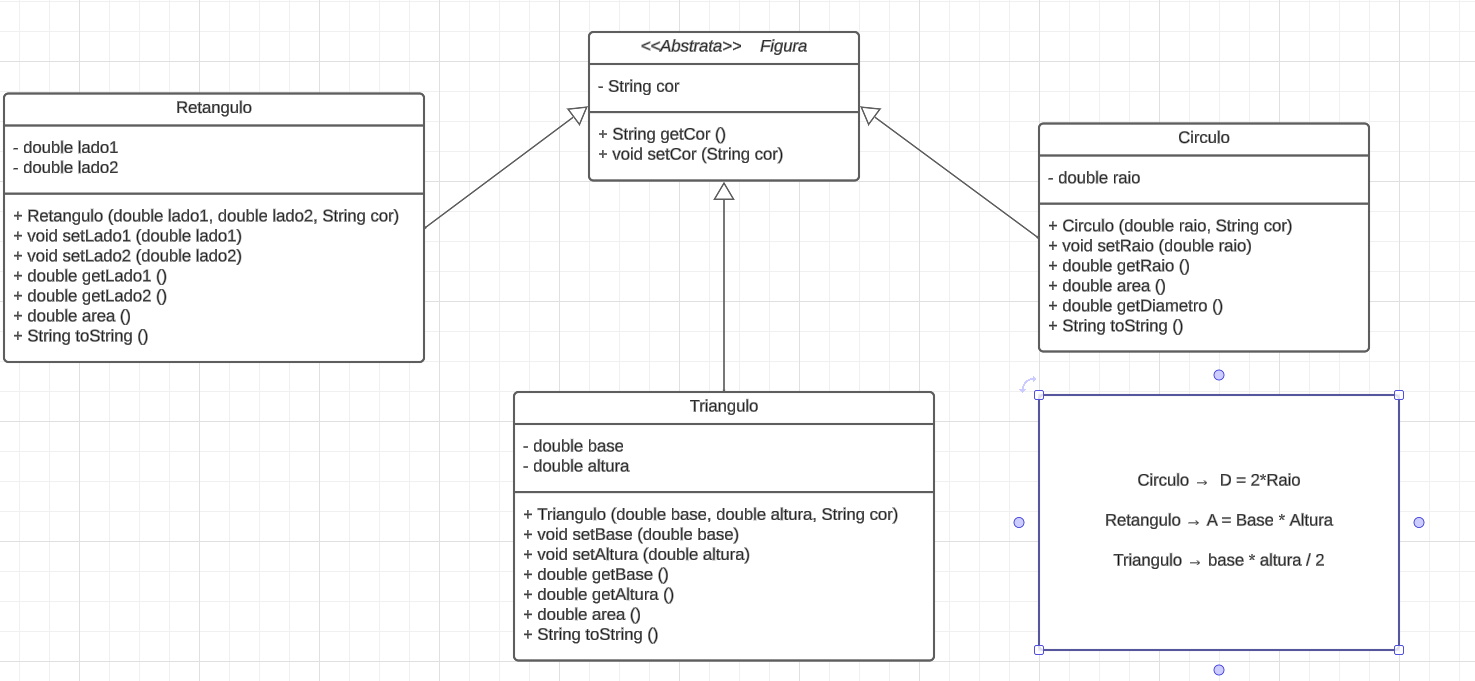 <<Abstrata>> Figura
- String cor
+ String getCor ()
+ void setCor (String cor)
Retangulo
- double lado1
- double lado2
+ Retangulo (double lado1, double lado2, String cor)
+ void setLado1 (double lado1)
+ void setLado2 (double lado2)
+ double getLado1 ()
+ double getLado2 ()
+ double area ()
+ String toString ()
Circulo
- double raio
+ Circulo (double raio, String cor)
+ void setRaio (double raio)
+ double getRaio ()
+ double area ()
+ double getDiametro ()
+ String toString ()
Triangulo
- double base
- double altura
+ Triangulo (double base, double altura, String cor)
+ void setBase (double base)
+ void setAltura (double altura)
+ double getBase ()
+ double getAltura ()
+ double area ()
+ String toString ()
Circulo → D = 2*Raio
Retangulo → A = Base * Altura
Triangulo → base * altura / 2